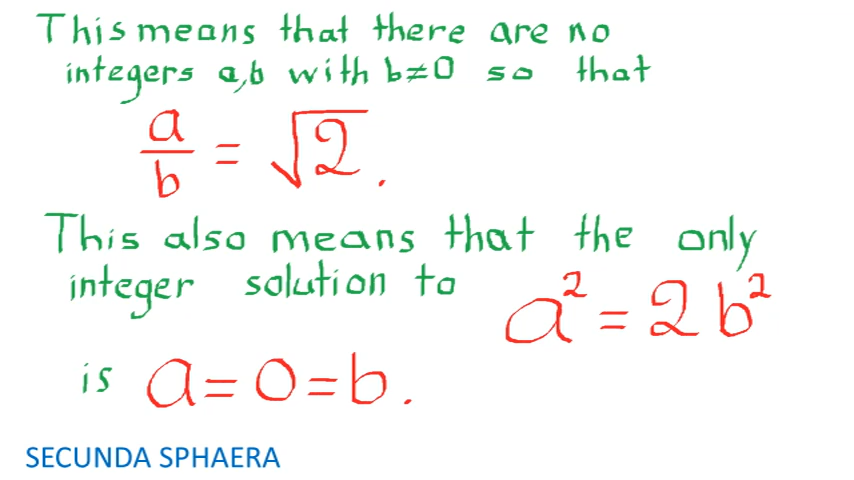 This means that there are no
integers a,b with b≠0 so that
a/b = √2.
This also means that the only
integer solution to a² = 2b²
is a = 0 = b.
SECUNDA SPHAERA